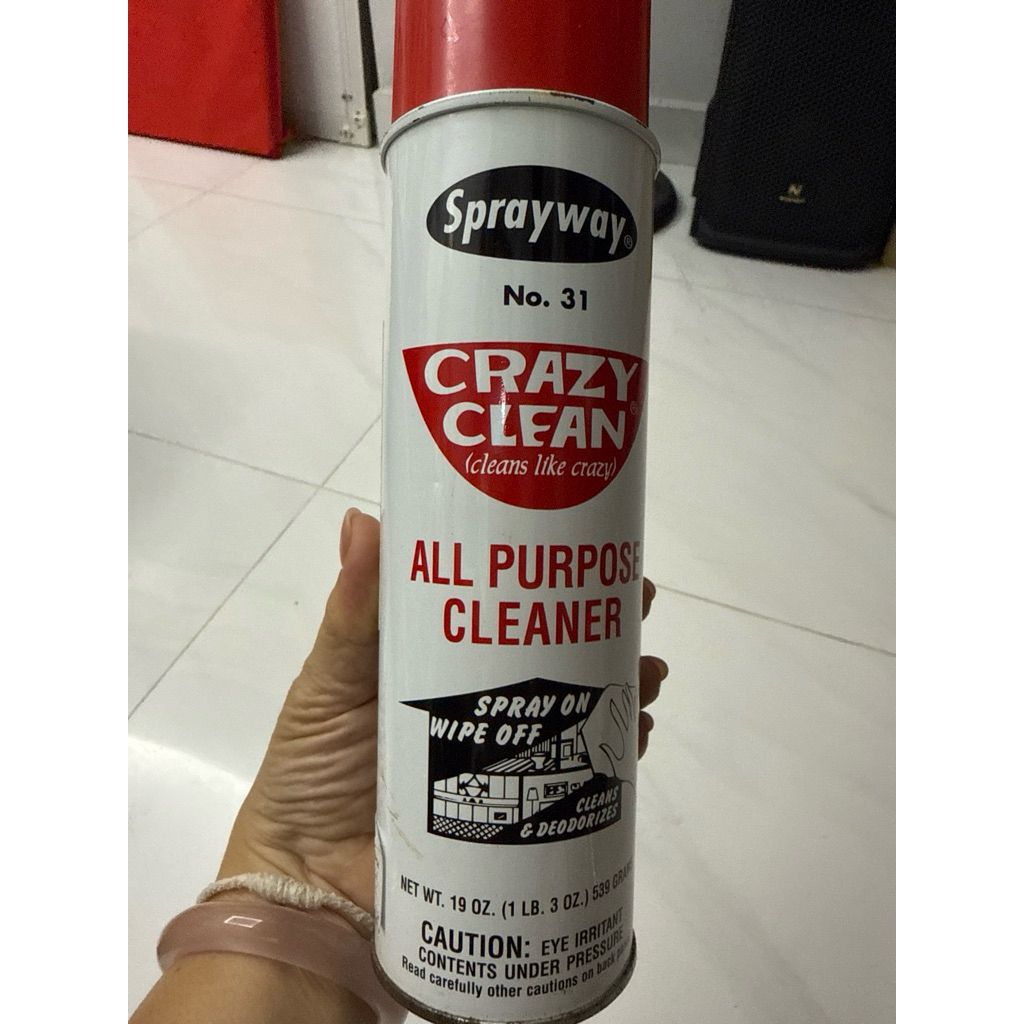 Sprayway®
No. 31
CRAZY
CLEAN®
(cleans like crazy)
ALL PURPOSE
CLEANER
SPRAY ON
WIPE OFF
CLEANS
& DEODORIZES
NET WT. 19 OZ. (1 LB. 3 OZ.) 539
CAUTION: EYE IRRITANT
CONTENTS UNDER PRESSURE
Read carefully other cautions on back